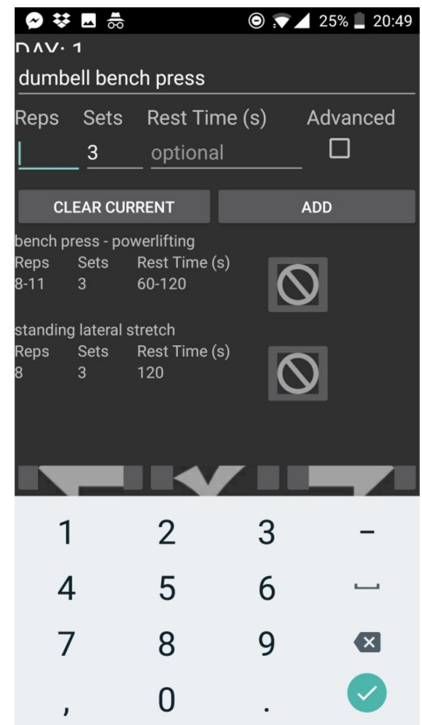 25% 20:49
DAY: 1
dumbell bench press
Reps Sets Rest Time (s) Advanced
3 optional
CLEAR CURRENT ADD
bench press - powerlifting
Reps Sets Rest Time (s)
8-11 3 60-120
standing lateral stretch
Reps Sets Rest Time (s)
8 3 120
1 2 3 -
4 5 6
7 8 9
, 0 .